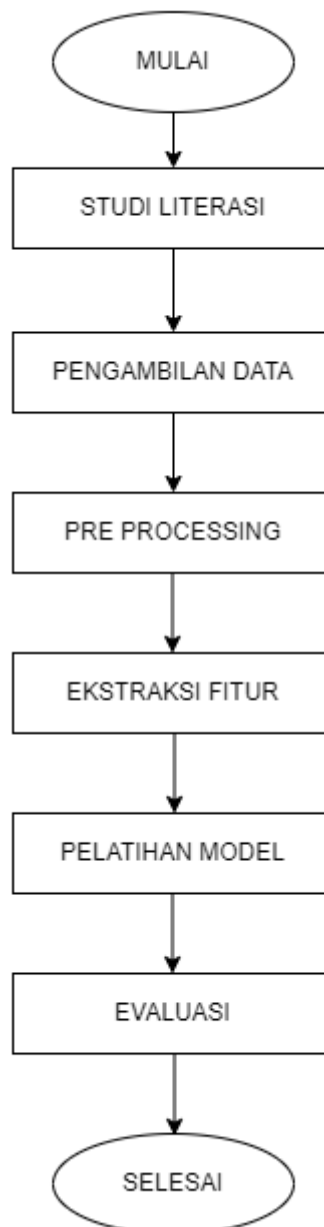 MULAI
STUDI LITERASI
PENGAMBILAN DATA
PRE PROCESSING
EKSTRAKSI FITUR
PELATIHAN MODEL
EVALUASI
SELESAI